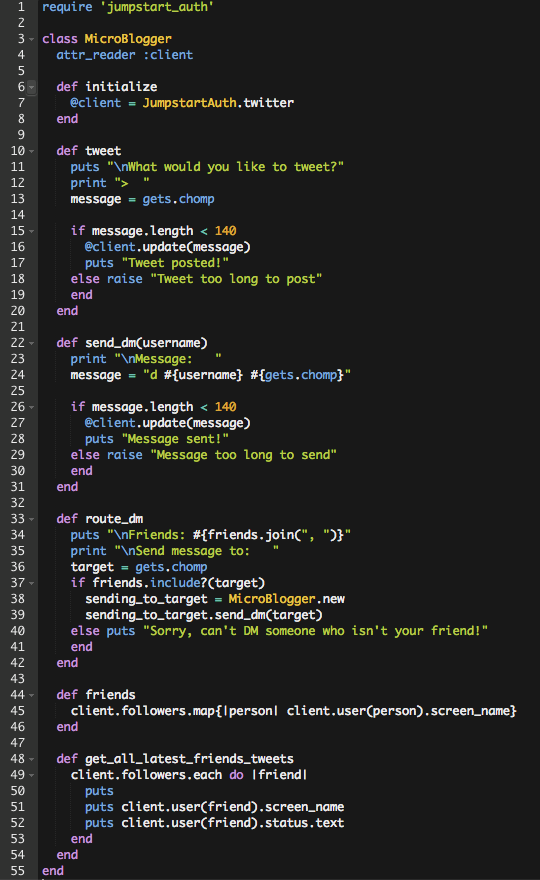 1 require 'jumpstart_auth'
2
3 class MicroBlogger
4   attr_reader :client
5
6   def initialize
7     @client = JumpstartAuth.twitter
8   end
9
10   def tweet
11     puts "\nWhat would you like to tweet?"
12     print ">  "
13     message = gets.chomp
14
15     if message.length < 140
16       @client.update(message)
17       puts "Tweet posted!"
18     else raise "Tweet too long to post"
19     end
20   end
21
22   def send_dm(username)
23     print "\nMessage:   "
24     message = "d #{username} #{gets.chomp}"
25
26     if message.length < 140
27       @client.update(message)
28       puts "Message sent!"
29     else raise "Message too long to send"
30     end
31   end
32
33   def route_dm
34     puts "\nFriends: #{friends.join(", ")}"
35     print "\nSend message to:   "
36     target = gets.chomp
37     if friends.include?(target)
38       sending_to_target = MicroBlogger.new
39       sending_to_target.send_dm(target)
40     else puts "Sorry, can't DM someone who isn't your friend!"
41     end
42   end
43
44   def friends
45     client.followers.map{|person| client.user(person).screen_name}
46   end
47
48   def get_all_latest_friends_tweets
49     client.followers.each do |friend|
50       puts
51       puts client.user(friend).screen_name
52       puts client.user(friend).status.text
53     end
54   end
55 end